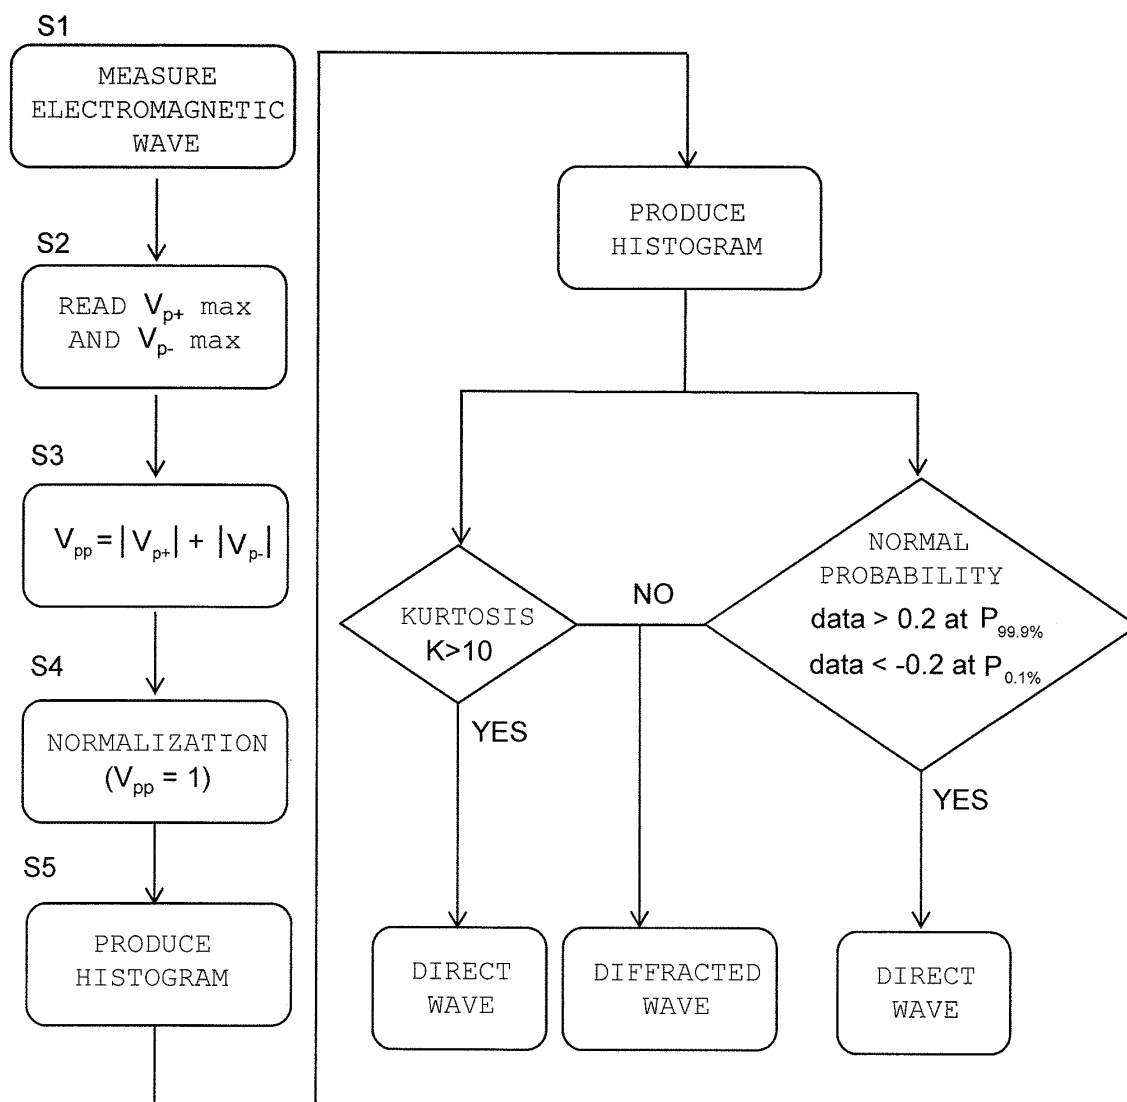 S1
MEASURE
ELECTROMAGNETIC
WAVE
S2
READ Vp+ max
AND Vp- max
S3
Vpp = |Vp+| + |Vp-|
S4
NORMALIZATION
(Vpp = 1)
S5
PRODUCE
HISTOGRAM
PRODUCE
HISTOGRAM
KURTOSIS
K>10
NO
NORMAL
PROBABILITY
data > 0.2 at P99.9%
data < -0.2 at P0.1%
YES
YES
DIRECT
WAVE
DIFFRACTED
WAVE
DIRECT
WAVE